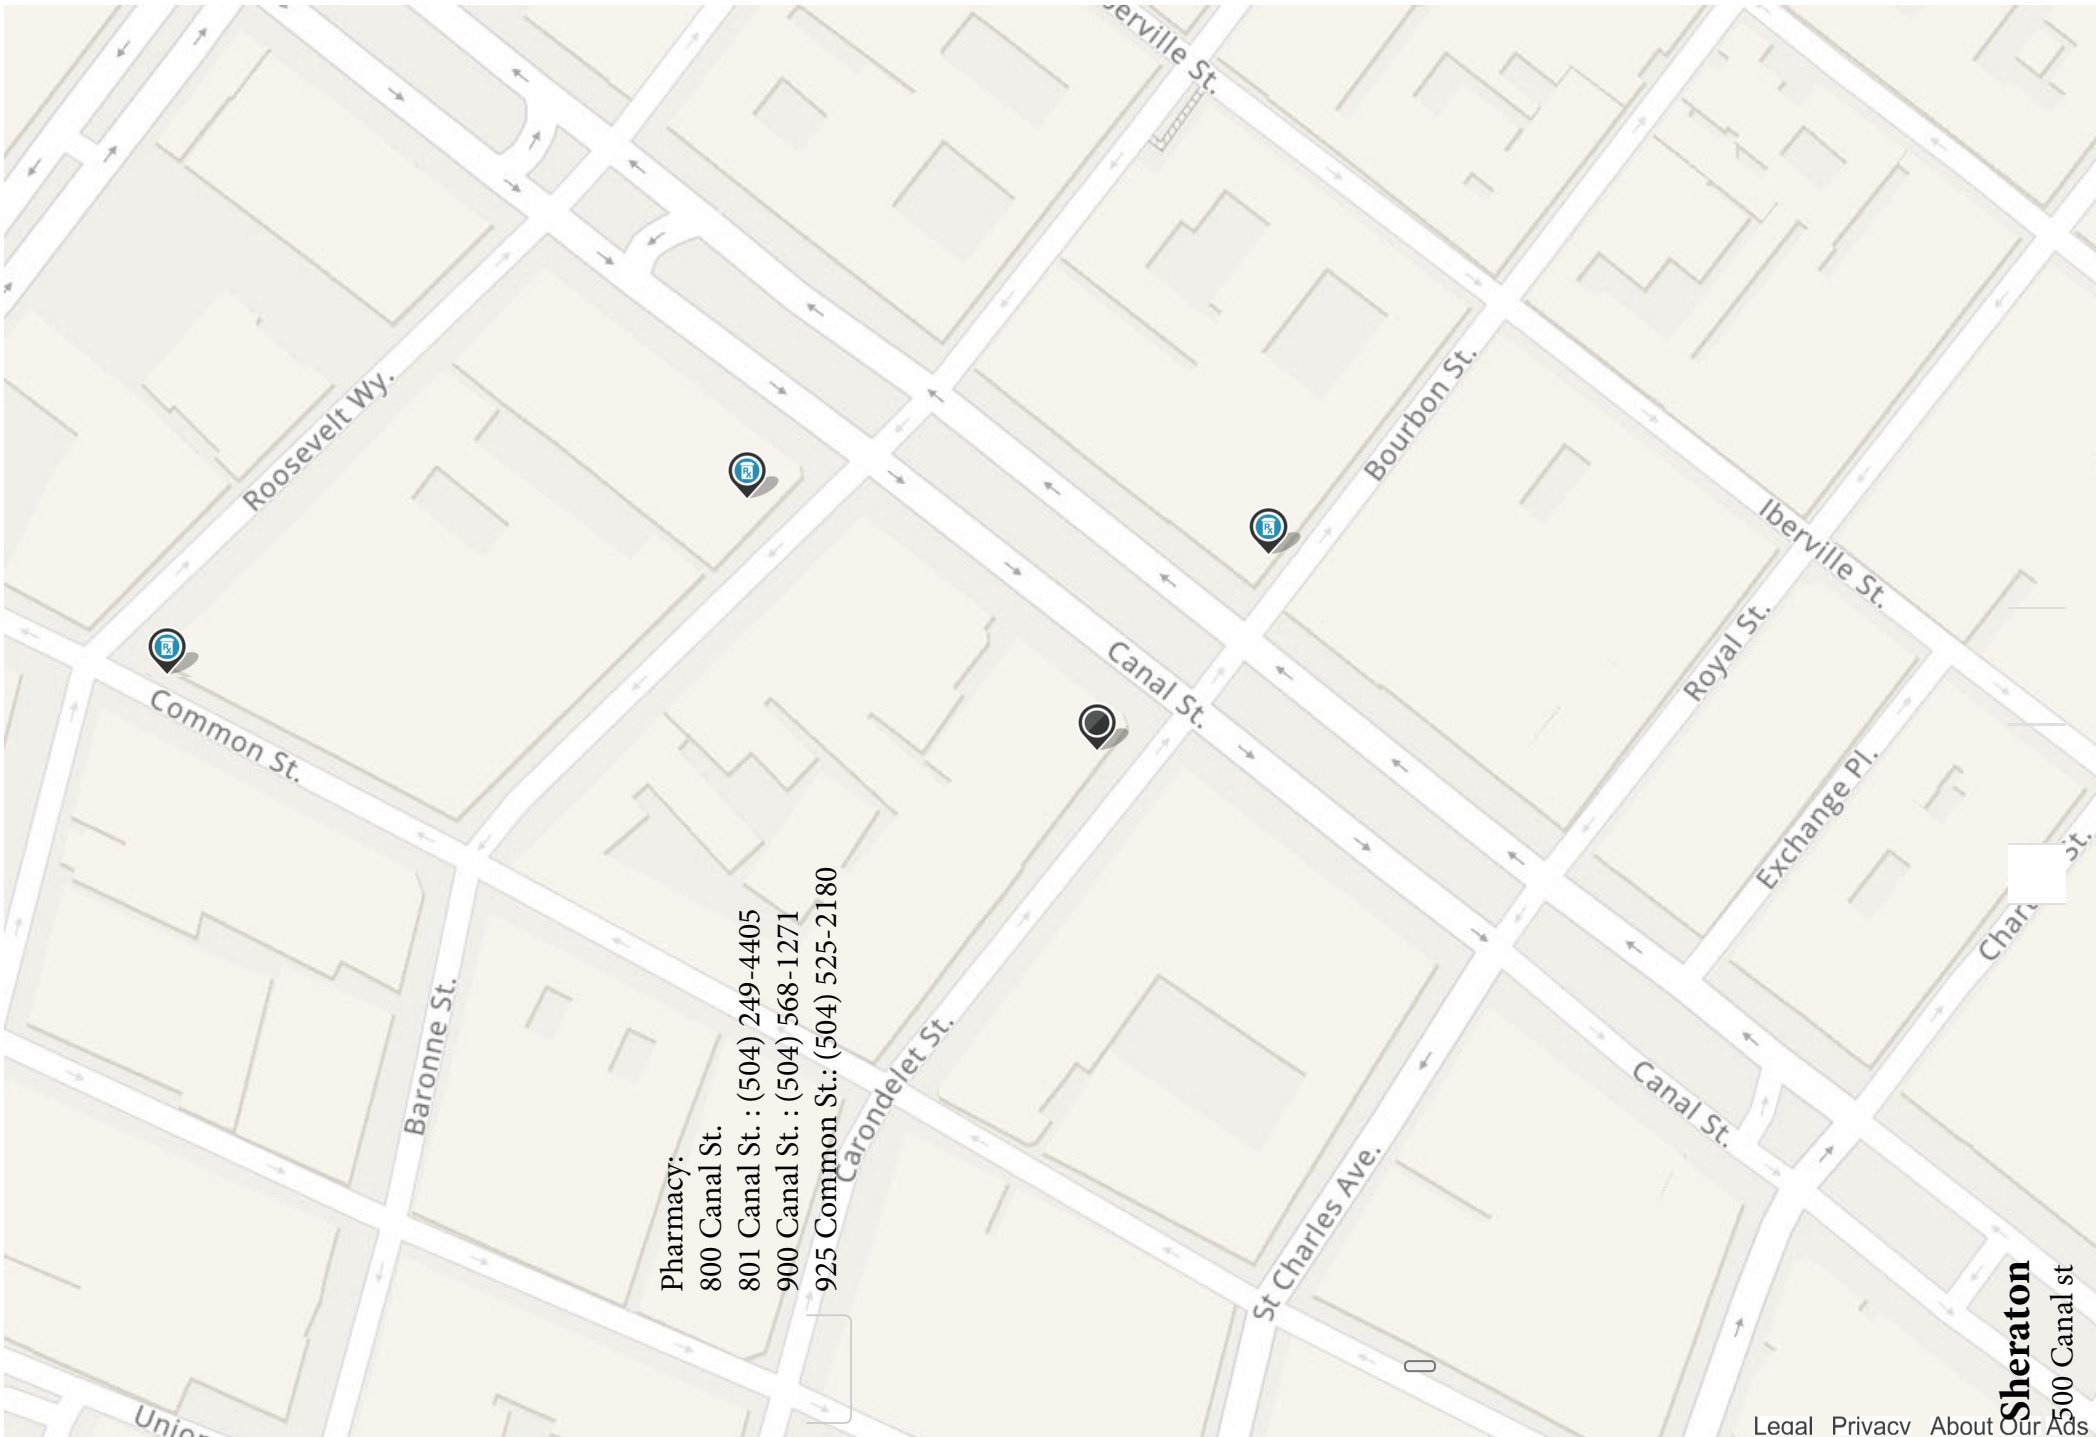 Iberville St.
Roosevelt Wy.
Bourbon St.
Iberville St.
Canal St.
Royal St.
Common St.
Exchange Pl.
St.
Baronne St.
Carondelet St.
Canal St.
St Charles Ave.
Union
Pharmacy:
800 Canal St.
801 Canal St. : (504) 249-4405
900 Canal St. : (504) 568-1271
925 Common St.: (504) 525-2180
Sheraton
500 Canal st
Legal Privacy About Our Ads